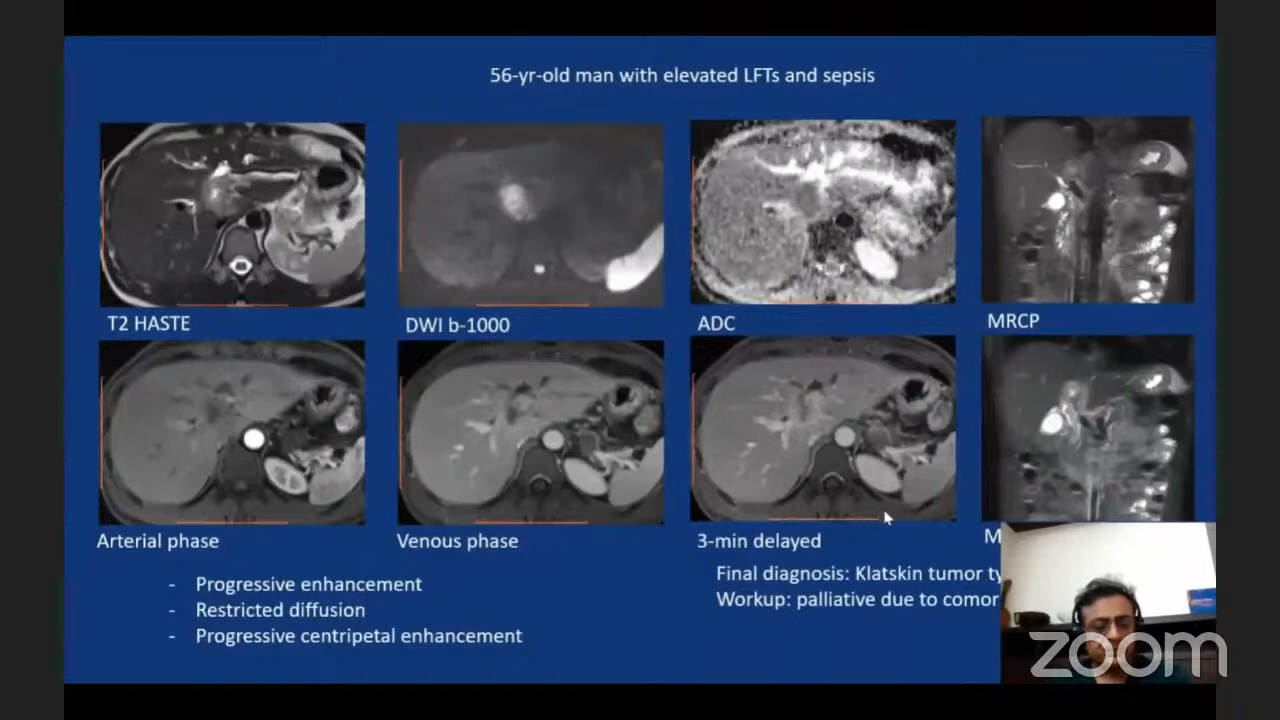 56-yr-old man with elevated LFTs and sepsis
T2 HASTE
DWI b-1000
ADC
MRCP
Arterial phase
Venous phase
3-min delayed
M
- Progressive enhancement
- Restricted diffusion
- Progressive centripetal enhancement
Final diagnosis: Klatskin tumor
Workup: palliative due to
zoom